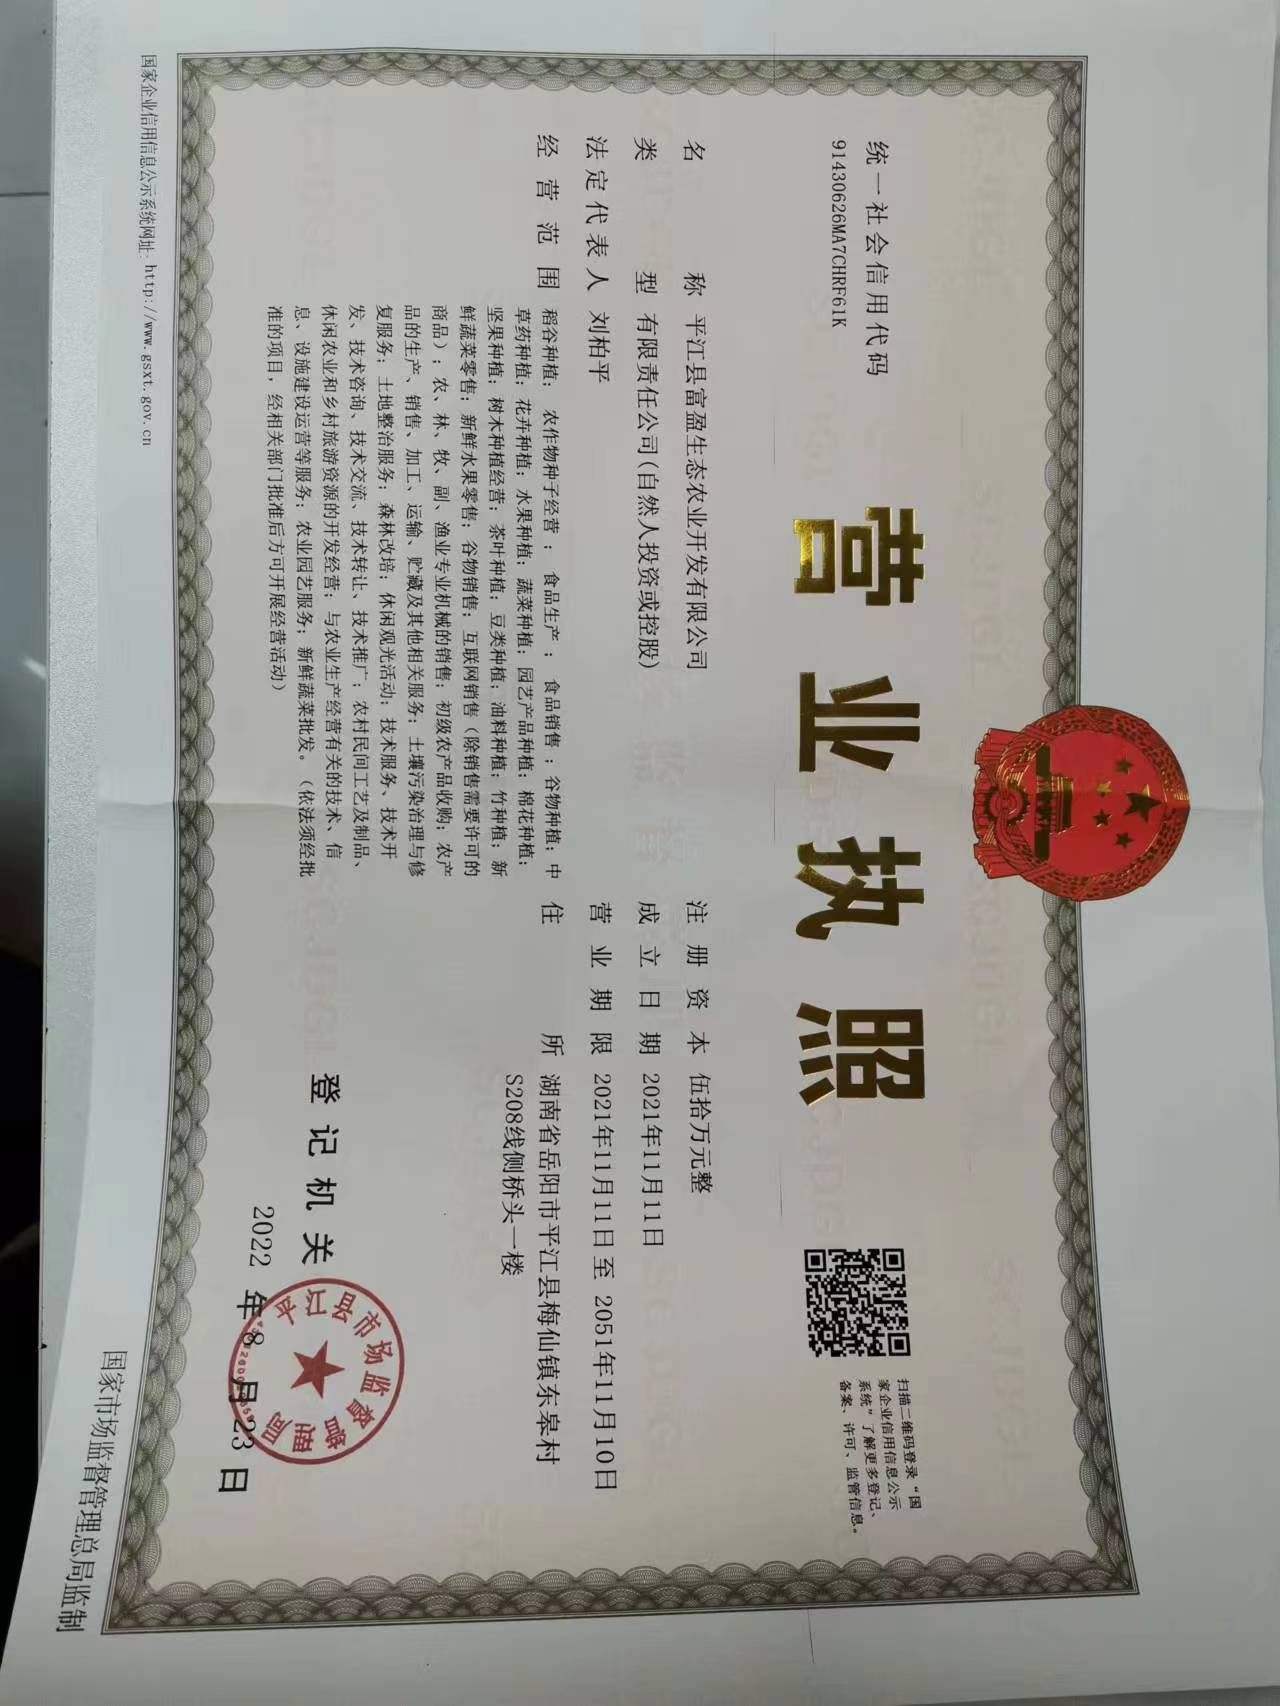 营业执照
统一社会信用代码
91430626MA7CHRF61K
扫描二维码登录“国
家企业信用信息公示
系统”了解更多登记、
备案、许可、监管信息。
名称 平江县富盈生态农业开发有限公司
类型 有限责任公司(自然人投资或控股)
法定代表人 刘柏平
经营范围 稻谷种植; 农作物种子经营 ; 食品生产 ; 食品销售 ; 谷物种植;中
草药种植;花卉种植;水果种植;蔬菜种植;园艺产品种植;棉花种植;
坚果种植;树木种植经营;茶叶种植;豆类种植;油料种植;竹种植;新
鲜蔬菜零售;新鲜水果零售;谷物销售;互联网销售(除销售需要许可的
商品);农、林、牧、副、渔业专业机械的销售;初级农产品收购;农产
品的生产、销售、加工、运输、贮藏及其他相关服务;土壤污染治理与修
复服务;土地整治服务;森林改培;休闲观光活动;技术服务、技术开
发、技术咨询、技术交流、技术转让、技术推广;农村民间工艺及制品、
休闲农业和乡村旅游资源的开发经营;与农业生产经营有关的技术、信
息、设施建设运营等服务;农业园艺服务;新鲜蔬菜批发。(依法须经批
准的项目,经相关部门批准后方可开展经营活动)
注册资本 伍拾万元整
成立日期 2021年11月11日
营业期限 2021年11月11日至 2051年11月10日
住所 湖南省岳阳市平江县梅仙镇东皋村
S208线侧桥头一楼
登记机关
平江县市场监督管理局
2022 年 8 月 23 日
国家企业信用信息公示系统网址: http://www.gsxt.gov.cn
国家市场监督管理总局监制